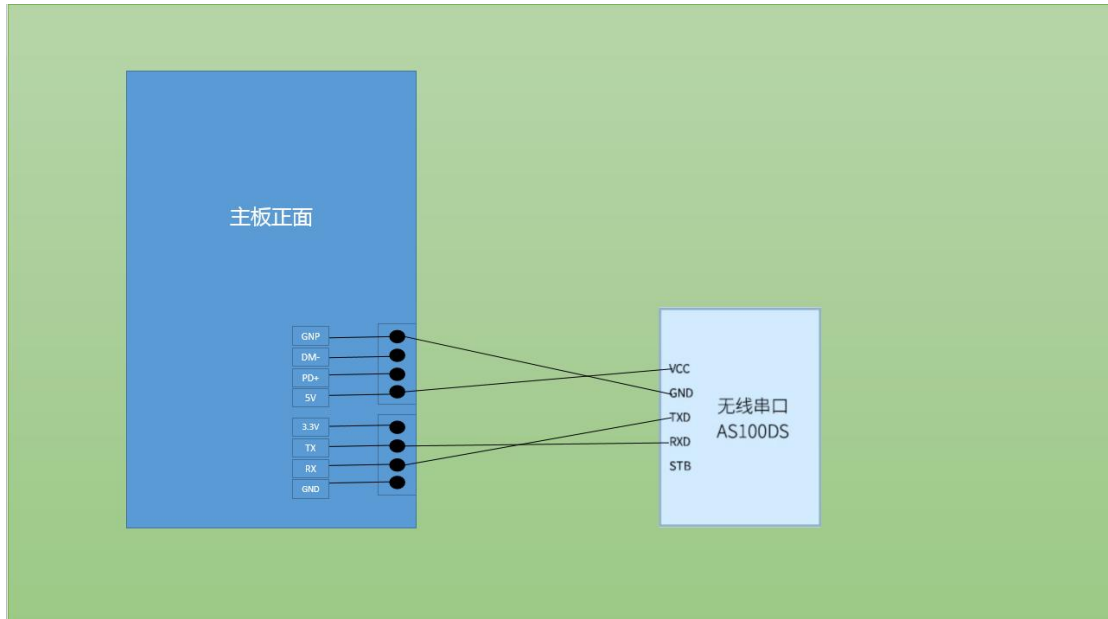 主板正面
GNP
DM-
PD+
5V
3.3V
TX
RX
GND
VCC
GND
TXD
RXD
STB
无线串口
AS100DS